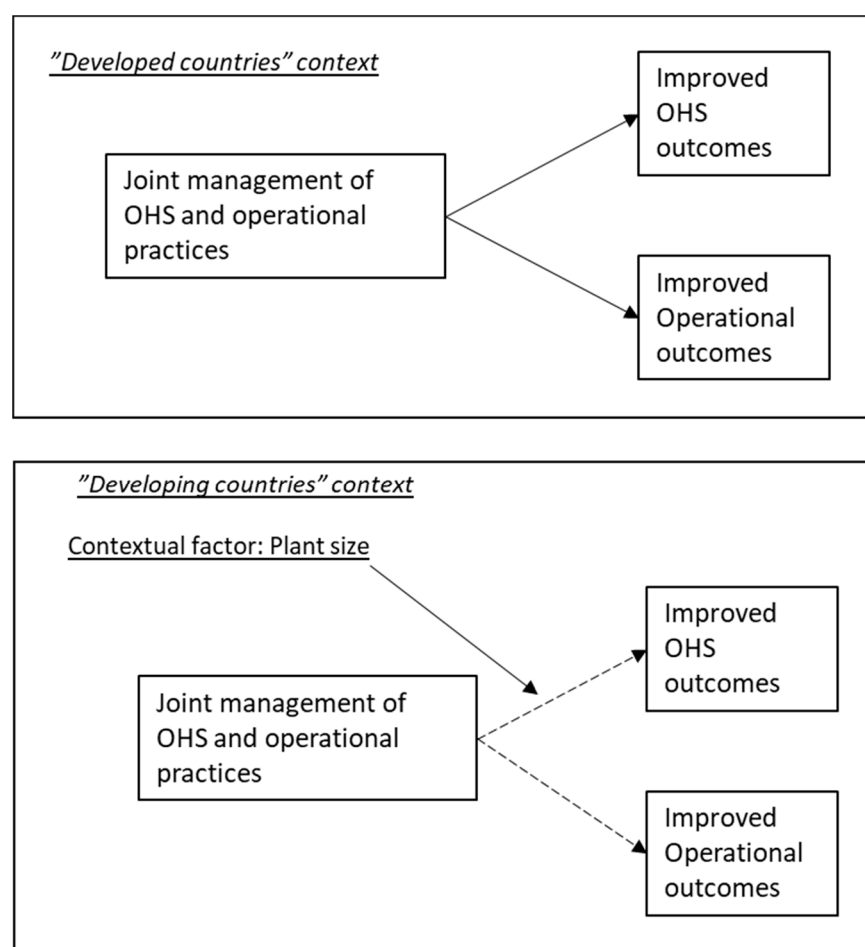 ”Developed countries” context
Improved
OHS
outcomes
Joint management of
OHS and operational
practices
Improved
Operational
outcomes
”Developing countries” context
Contextual factor: Plant size
Improved
OHS
outcomes
Joint management of
OHS and operational
practices
Improved
Operational
outcomes